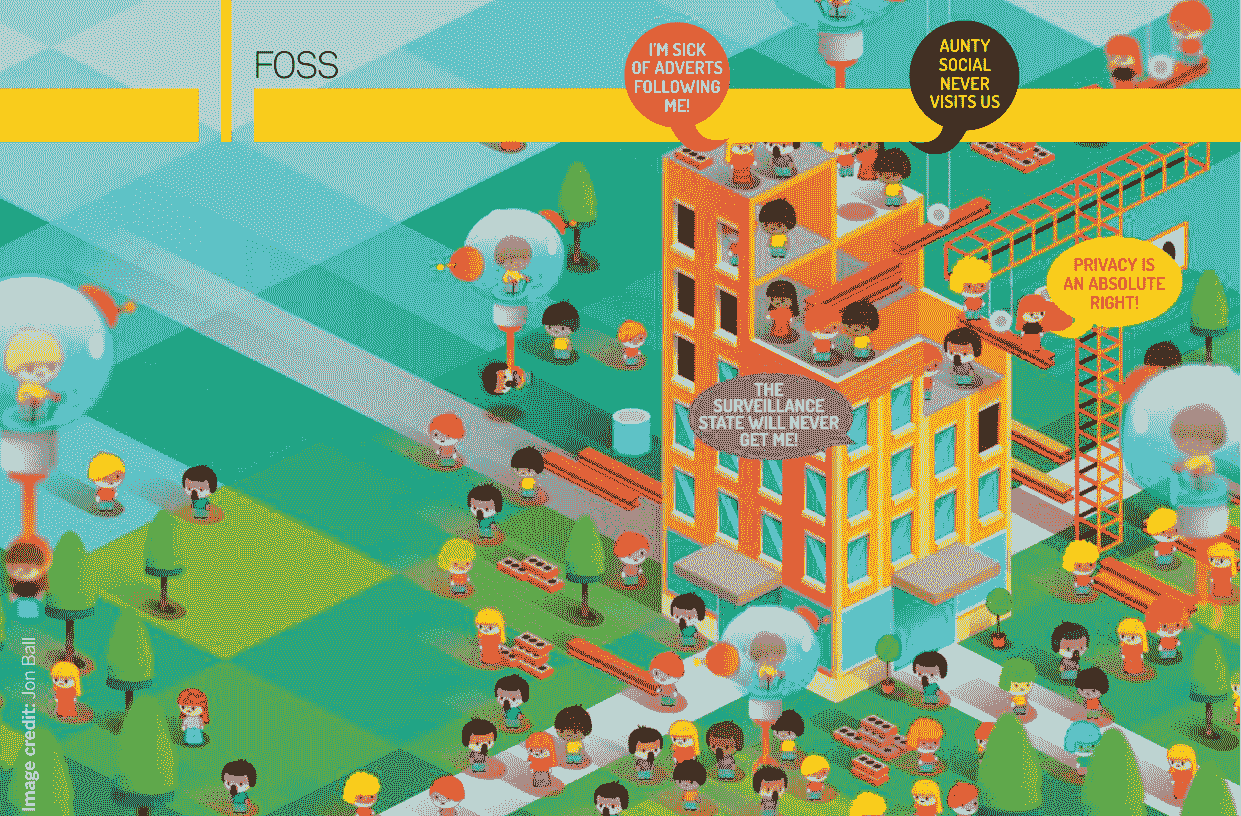 FOSS
I'M SICK
OF ADVERTS
FOLLOWING
ME!
AUNTY
SOCIAL
NEVER
VISITS US
PRIVACY IS
AN ABSOLUTE
RIGHT!
THE
SURVEILLANCE
STATE WILL NEVER
GET ME!
Image credit: Jon Ball